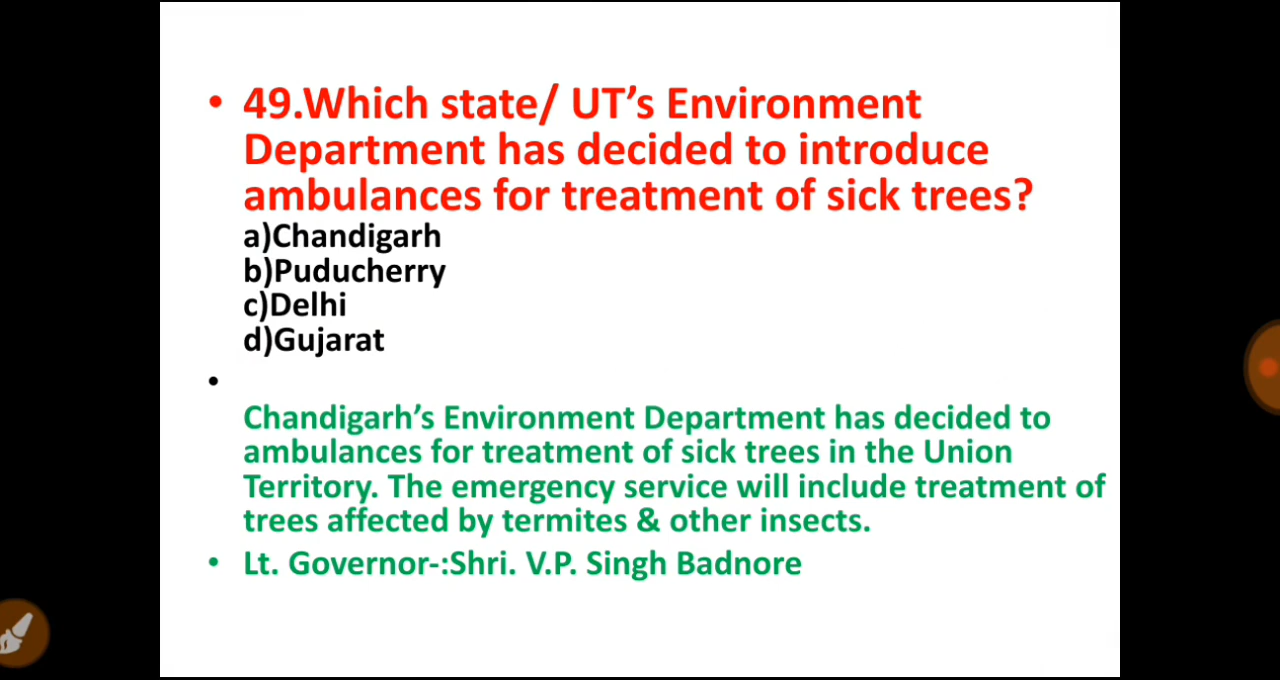 • 49.Which state/ UT’s Environment
Department has decided to introduce
ambulances for treatment of sick trees?
a)Chandigarh
b)Puducherry
c)Delhi
d)Gujarat
•
Chandigarh’s Environment Department has decided to
ambulances for treatment of sick trees in the Union
Territory. The emergency service will include treatment of
trees affected by termites & other insects.
• Lt. Governor-:Shri. V.P. Singh Badnore